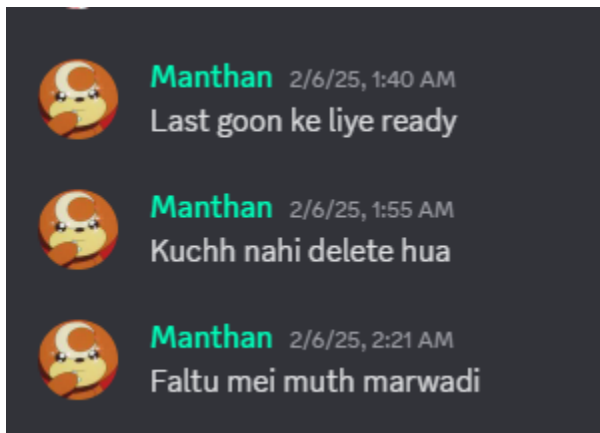 Manthan 2/6/25, 1:40 AM
Last goon ke liye ready
Manthan 2/6/25, 1:55 AM
Kuchh nahi delete hua
Manthan 2/6/25, 2:21 AM
Faltu mei muth marwadi